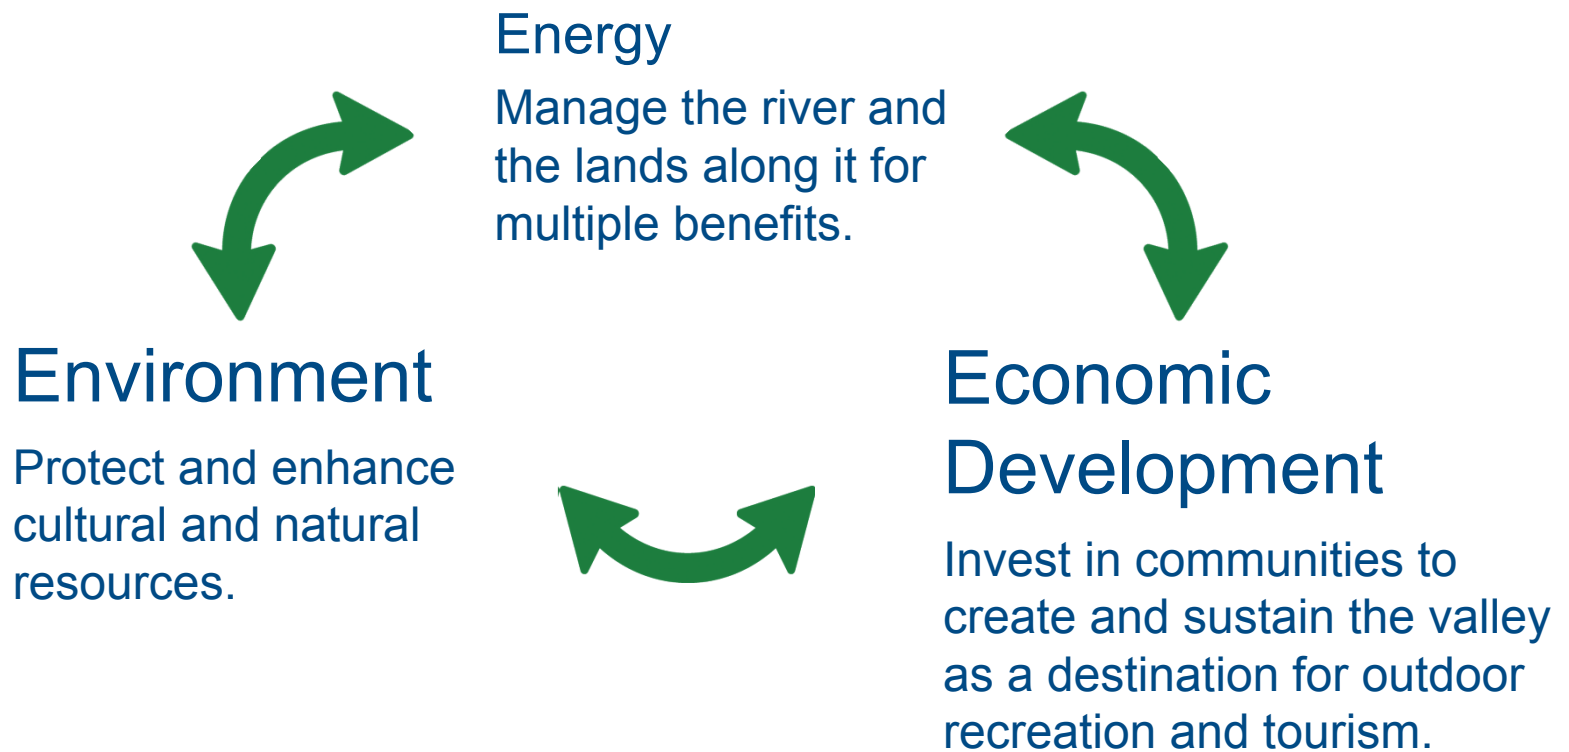 Energy
Manage the river and
the lands along it for
multiple benefits.
Environment
Protect and enhance
cultural and natural
resources.
Economic
Development
Invest in communities to
create and sustain the valley
as a destination for outdoor
recreation and tourism.